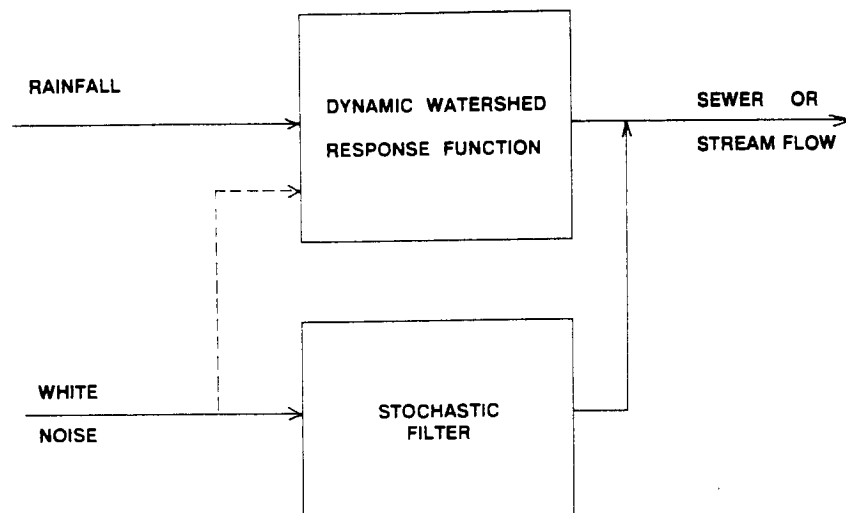 RAINFALL
DYNAMIC WATERSHED
RESPONSE FUNCTION
SEWER OR
STREAM FLOW
WHITE
NOISE
STOCHASTIC
FILTER